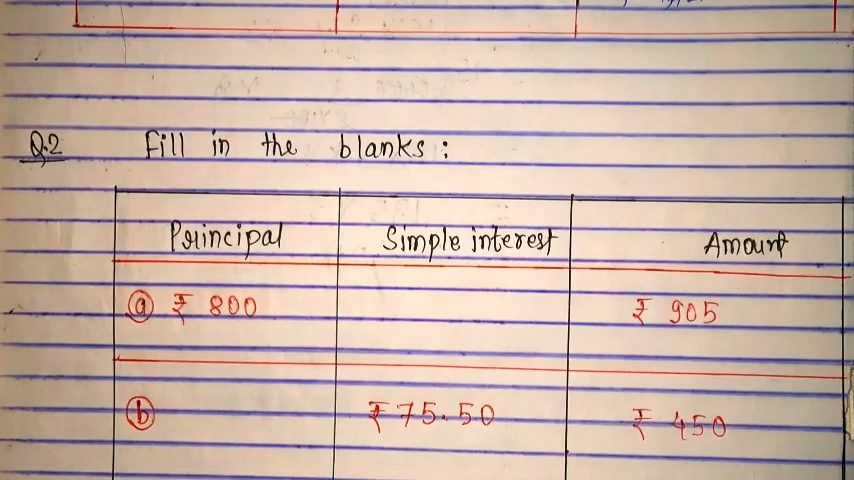 Q.2 Fill in the blanks:
Principal Simple interest Amount
(a) ₹ 800 ₹ 905
(b) ₹ 75.50 ₹ 450